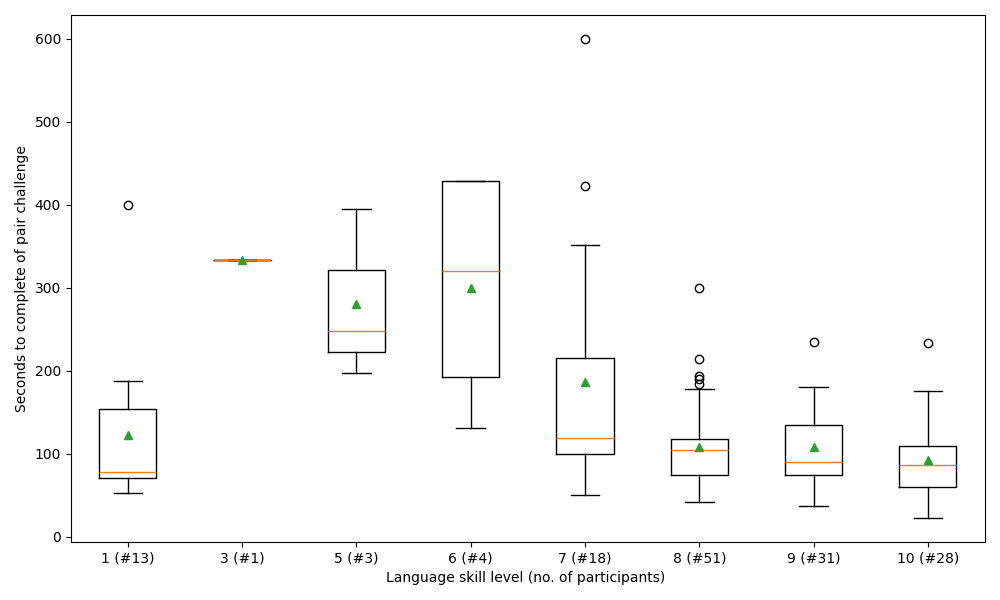 600
500
400
300
200
100
0
Seconds to complete of pair challenge
1 (#13) 3 (#1) 5 (#3) 6 (#4) 7 (#18) 8 (#51) 9 (#31) 10 (#28)
Language skill level (no. of participants)